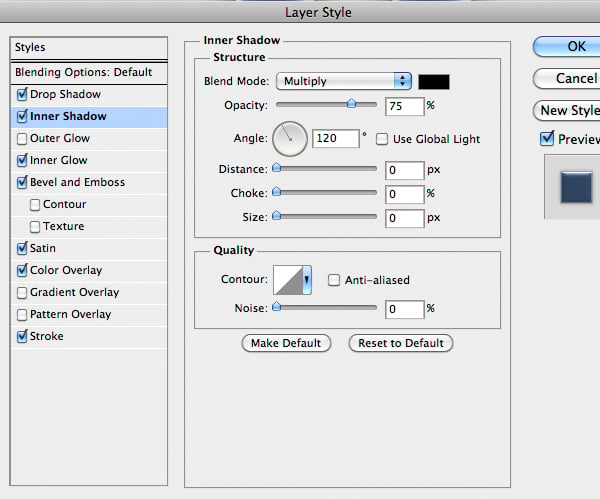 Layer Style
Styles
Blending Options: Default
Drop Shadow
Inner Shadow
Outer Glow
Inner Glow
Bevel and Emboss
Contour
Texture
Satin
Color Overlay
Gradient Overlay
Pattern Overlay
Stroke
Inner Shadow
Structure
Blend Mode: Multiply
Opacity: 75 %
Angle: 120 ° Use Global Light
Distance: 0 px
Choke: 0 %
Size: 0 px
Quality
Contour: Anti-aliased
Noise: 0 %
Make Default Reset to Default
OK
Cancel
New Style
Preview